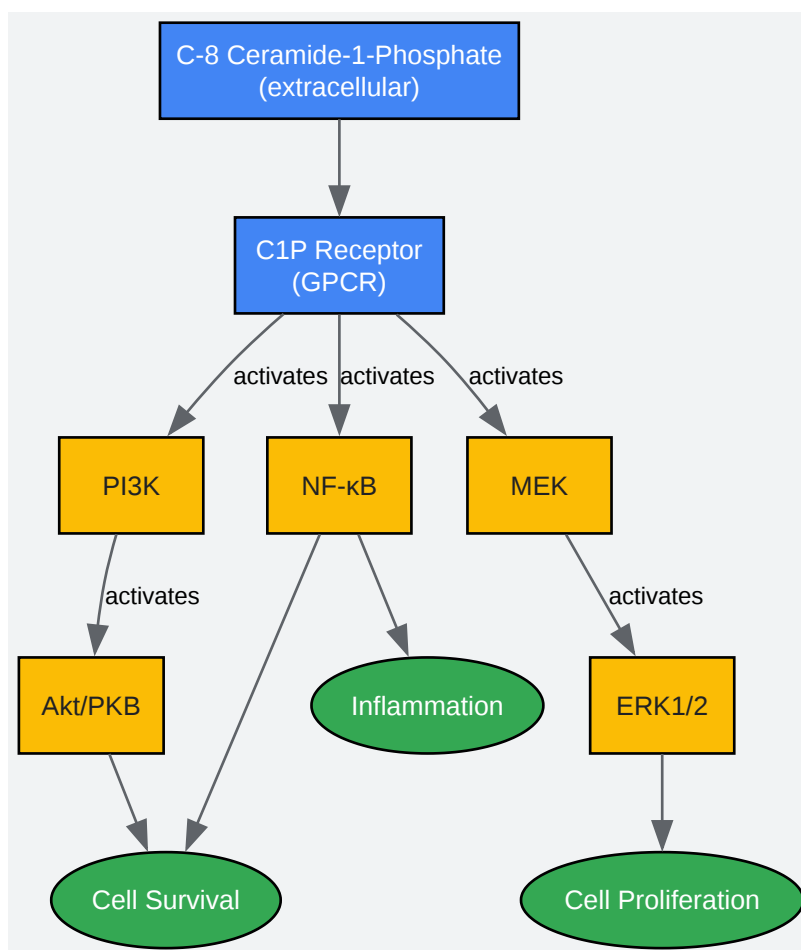 C-8 Ceramide-1-Phosphate
(extracellular)
C1P Receptor
(GPCR)
activates
activates
activates
PI3K
NF-κB
MEK
activates
activates
Akt/PKB
Inflammation
ERK1/2
Cell Survival
Cell Proliferation